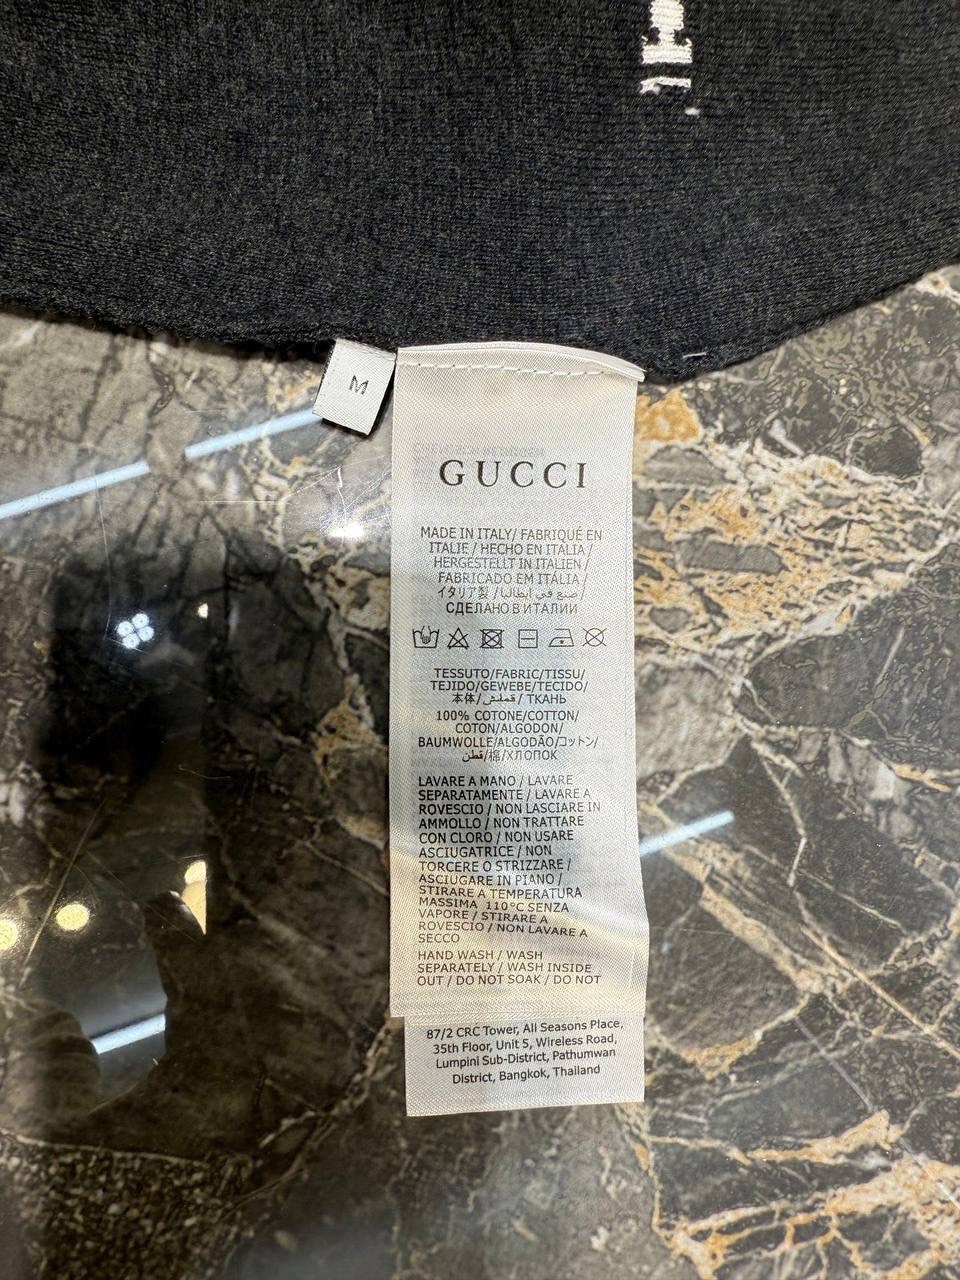 M
GUCCI
MADE IN ITALY/ FABRIQUÉ EN
ITALIE / HECHO EN ITALIA /
HERGESTELLT IN ITALIEN /
FABRICADO EM ITÁLIA /
イタリア製 / صنع في ايطاليا /
СДЕЛАНО В ИТАЛИИ
TESSUTO/FABRIC/TISSU/
TEJIDO/GEWEBE/TECIDO/
本体/قماش/ ТКАНЬ
100% COTONE/COTTON/
COTON/ALGODON/
BAUMWOLLE/ALGODÃO/コットン/
قطن/棉/ХЛОПОК
LAVARE A MANO / LAVARE
SEPARATAMENTE / LAVARE A
ROVESCIO / NON LASCIARE IN
AMMOLLO / NON TRATTARE
CON CLORO / NON USARE
ASCIUGATRICE / NON
TORCERE O STRIZZARE /
ASCIUGARE IN PIANO /
STIRARE A TEMPERATURA
MASSIMA 110°C SENZA
VAPORE / STIRARE A
ROVESCIO / NON LAVARE A
SECCO
HAND WASH / WASH
SEPARATELY / WASH INSIDE
OUT / DO NOT SOAK / DO NOT
87/2 CRC Tower, All Seasons Place,
35th Floor, Unit 5, Wireless Road,
Lumpini Sub-District, Pathumwan
District, Bangkok, Thailand